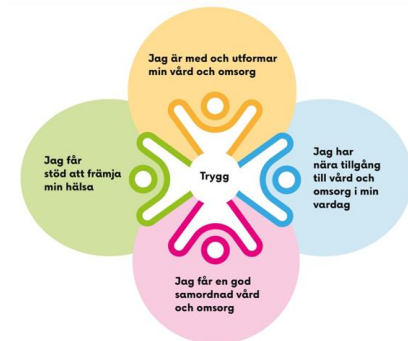 Jag är med och utformar
min vård och omsorg
Jag får
stöd att främja
min hälsa
Trygg
Jag har
nära tillgång
till vård och
omsorg i min
vardag
Jag får en god
samordnad vård
och omsorg